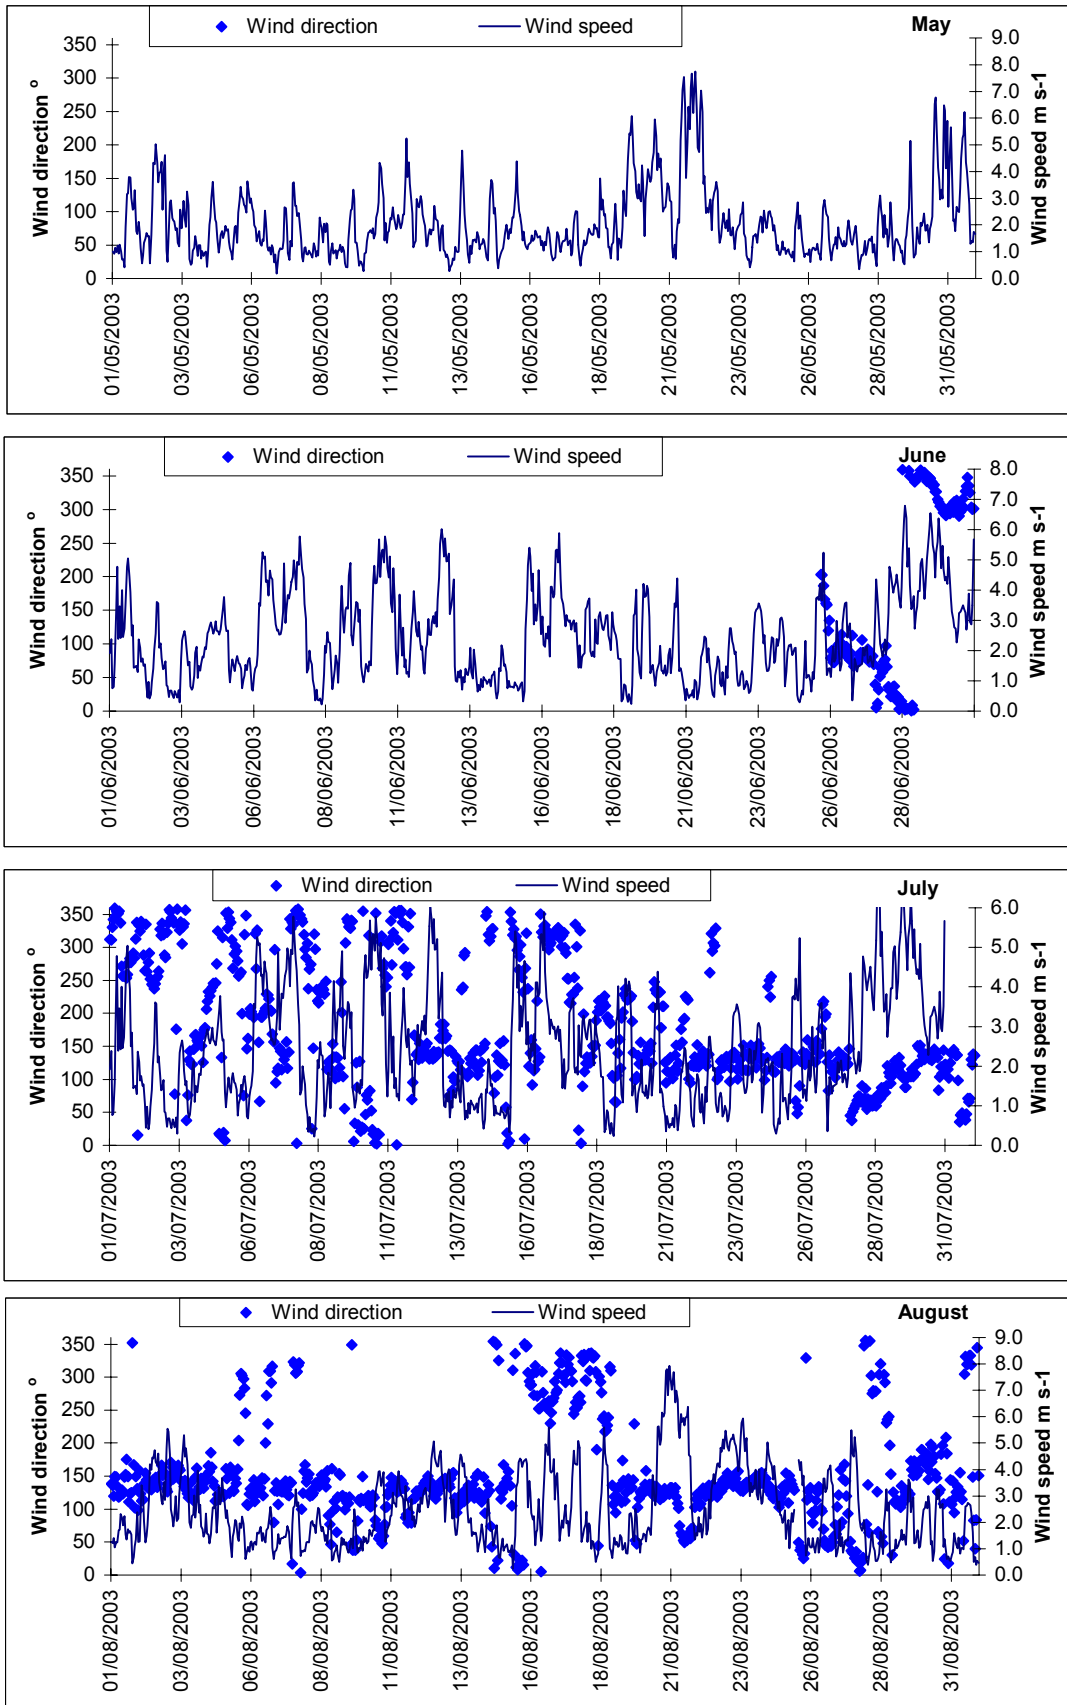 Wind direction Wind speed May
350 9.0
300 8.0
250 7.0
200 6.0
150 5.0
100 4.0
50 3.0
0 2.0
1.0
0.0
Wind direction º
Wind speed m s-1
01/05/2003 03/05/2003 06/05/2003 08/05/2003 11/05/2003 13/05/2003 16/05/2003 18/05/2003 21/05/2003 23/05/2003 26/05/2003 28/05/2003 31/05/2003
Wind direction Wind speed June
350 8.0
300 7.0
250 6.0
200 5.0
150 4.0
100 3.0
50 2.0
0 1.0
0.0
Wind direction º
Wind speed m s-1
01/06/2003 03/06/2003 06/06/2003 08/06/2003 11/06/2003 13/06/2003 16/06/2003 18/06/2003 21/06/2003 23/06/2003 26/06/2003 28/06/2003
Wind direction Wind speed July
350 6.0
300 5.0
250 4.0
200 3.0
150 2.0
100 1.0
50 0.0
0
Wind direction º
Wind speed m s-1
01/07/2003 03/07/2003 06/07/2003 08/07/2003 11/07/2003 13/07/2003 16/07/2003 18/07/2003 21/07/2003 23/07/2003 26/07/2003 28/07/2003 31/07/2003
Wind direction Wind speed August
350 9.0
300 8.0
250 7.0
200 6.0
150 5.0
100 4.0
50 3.0
0 2.0
1.0
0.0
Wind direction º
Wind speed m s-1
01/08/2003 03/08/2003 06/08/2003 08/08/2003 11/08/2003 13/08/2003 16/08/2003 18/08/2003 21/08/2003 23/08/2003 26/08/2003 28/08/2003 31/08/2003